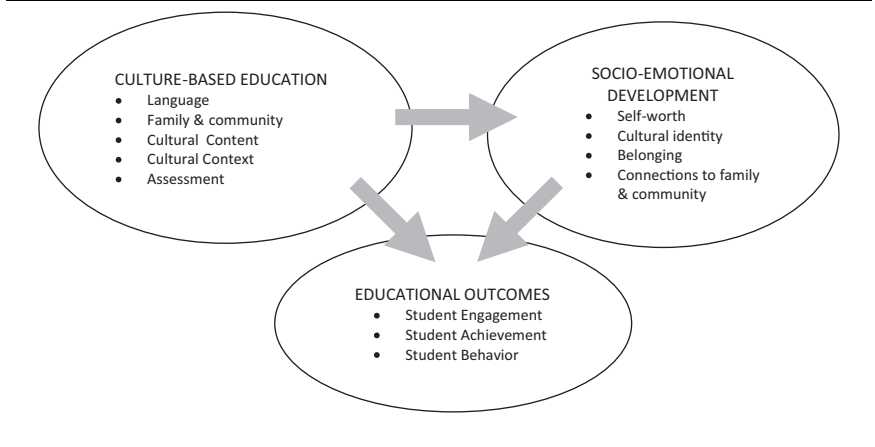 CULTURE-BASED EDUCATION
• Language
• Family & community
• Cultural Content
• Cultural Context
• Assessment
SOCIO-EMOTIONAL
DEVELOPMENT
• Self-worth
• Cultural identity
• Belonging
• Connections to family
& community
EDUCATIONAL OUTCOMES
• Student Engagement
• Student Achievement
• Student Behavior